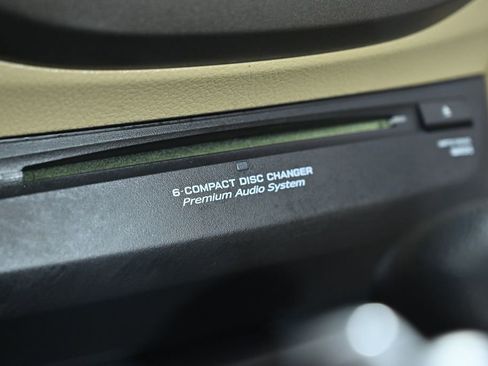 6·COMPACT DISC CHANGER
Premium Audio System